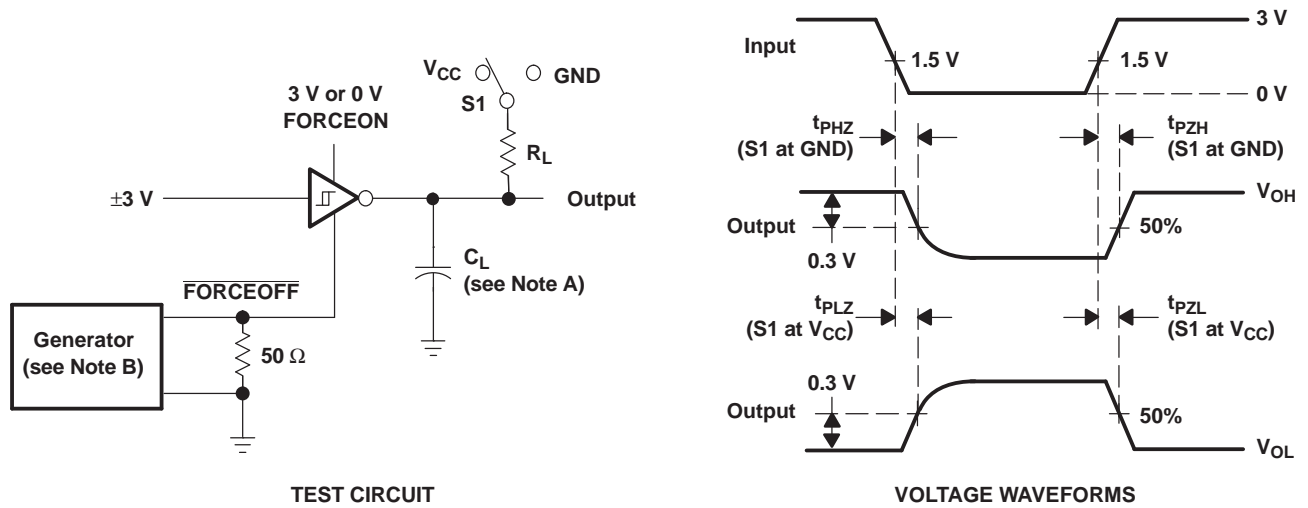 VCC
GND
S1
3 V or 0 V
FORCEON
RL
±3 V
Output
CL
(see Note A)
FORCEOFF
Generator
(see Note B)
50 Ω
TEST CIRCUIT
Input
3 V
1.5 V
1.5 V
0 V
tPHZ
(S1 at GND)
tPZH
(S1 at GND)
VOH
Output
50%
0.3 V
tPLZ
(S1 at VCC)
tPZL
(S1 at VCC)
0.3 V
Output
50%
VOL
VOLTAGE WAVEFORMS